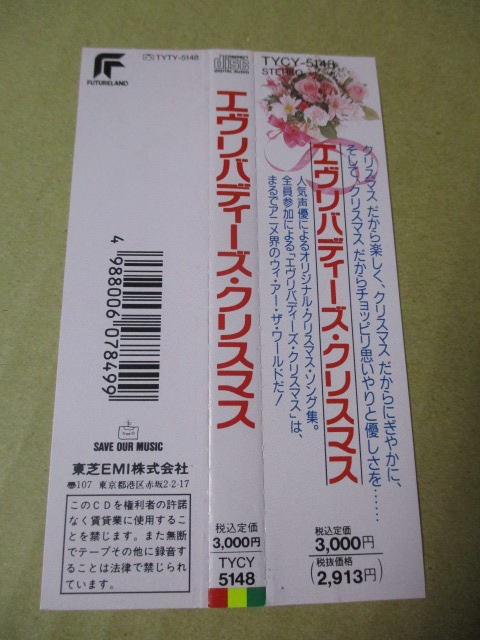 TYCY-5148
STEREO
クリスマスだから楽しく、クリスマスだからにぎやかに、
そして、クリスマスだからチョッピリ思いやりと優しさを……
エヴリバディーズ・クリスマス
人気声優によるオリジナル・クリスマス・ソング集。
全員参加による「エヴリバディーズ・クリスマス」は、
まるでアニメ界のウィ・アー・ザ・ワールドだ!
税込定価
3,000円
(税抜価格
2,913円)
COMPACT
disc
DIGITAL AUDIO
エヴリバディーズ・クリスマス
税込定価
3,000円
TYCY
5148
FUTURELAND
TYTY-5148
4988006078499
SAVE OUR MUSIC
東芝EMI株式会社
〒107 東京都港区赤坂2-2-17
このCDを権利者の許諾
なく賃貸業に使用するこ
とを禁じます。また無断
でテープその他に録音す
ることは法律で禁じられ
ています。